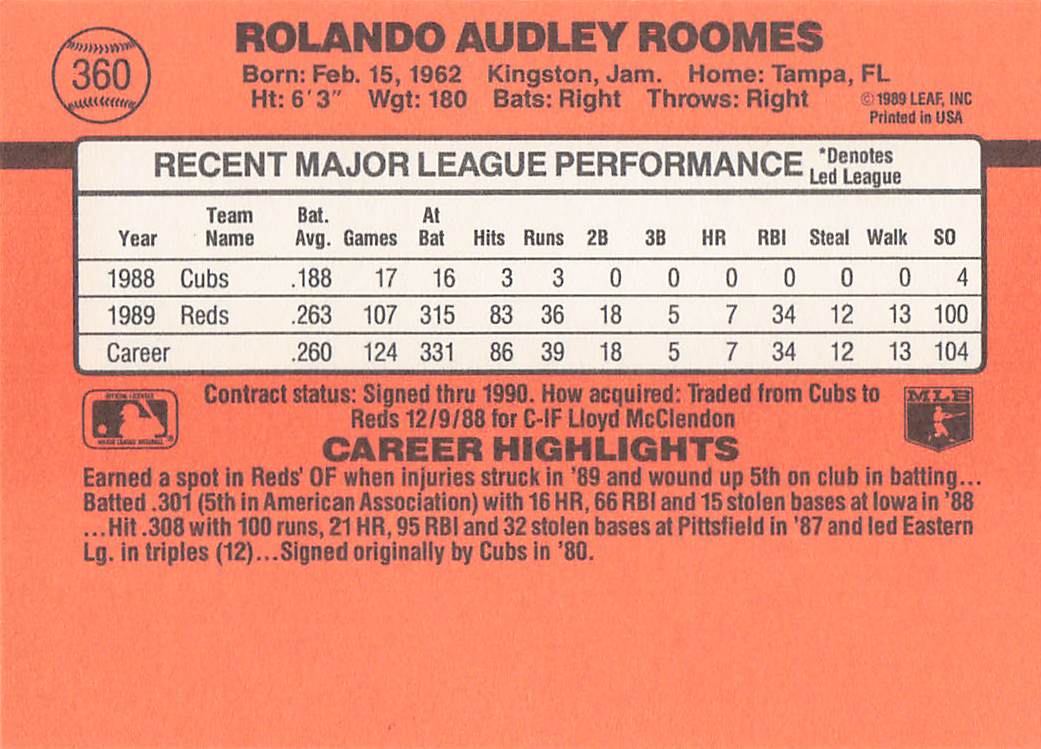 360
ROLANDO AUDLEY ROOMES
Born: Feb. 15, 1962 Kingston, Jam. Home: Tampa, FL
Ht: 6'3" Wgt: 180 Bats: Right Throws: Right
© 1989 LEAF, INC
Printed in USA
RECENT MAJOR LEAGUE PERFORMANCE *Denotes
Led League
Year Team Name Bat. Avg. Games At Bat Hits Runs 2B 3B HR RBI Steal Walk SO
1988 Cubs .188 17 16 3 3 0 0 0 0 0 0 4
1989 Reds .263 107 315 83 36 18 5 7 34 12 13 100
Career .260 124 331 86 39 18 5 7 34 12 13 104
Contract status: Signed thru 1990. How acquired: Traded from Cubs to
Reds 12/9/88 for C-IF Lloyd McClendon
MLB
CAREER HIGHLIGHTS
Earned a spot in Reds' OF when injuries struck in '89 and wound up 5th on club in batting...
Batted .301 (5th in American Association) with 16 HR, 66 RBI and 15 stolen bases at Iowa in '88
...Hit .308 with 100 runs, 21 HR, 95 RBI and 32 stolen bases at Pittsfield in '87 and led Eastern
Lg. in triples (12)...Signed originally by Cubs in '80.